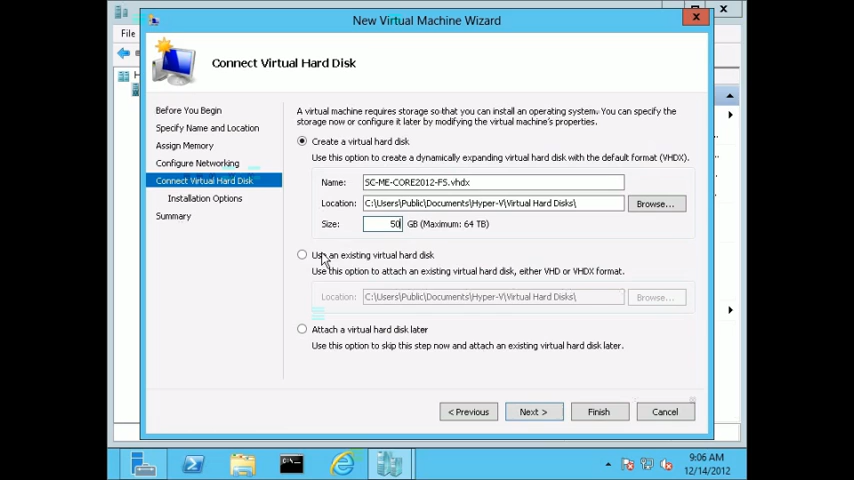 New Virtual Machine Wizard
File
Connect Virtual Hard Disk
Before You Begin
Specify Name and Location
Assign Memory
Configure Networking
Connect Virtual Hard Disk
Installation Options
Summary
A virtual machine requires storage so that you can install an operating system. You can specify the
storage now or configure it later by modifying the virtual machine's properties.
Create a virtual hard disk
Use this option to create a dynamically expanding virtual hard disk with the default format (VHDX).
Name: SC-ME-CORE2012-FS.vhdx
Location: C:\Users\Public\Documents\Hyper-V\Virtual Hard Disks\ Browse...
Size: 50 GB (Maximum: 64 TB)
Use an existing virtual hard disk
Use this option to attach an existing virtual hard disk, either VHD or VHDX format.
Location: C:\Users\Public\Documents\Hyper-V\Virtual Hard Disks\ Browse...
Attach a virtual hard disk later
Use this option to skip this step now and attach an existing virtual hard disk later.
< Previous Next > Finish Cancel
9:06 AM
12/14/2012